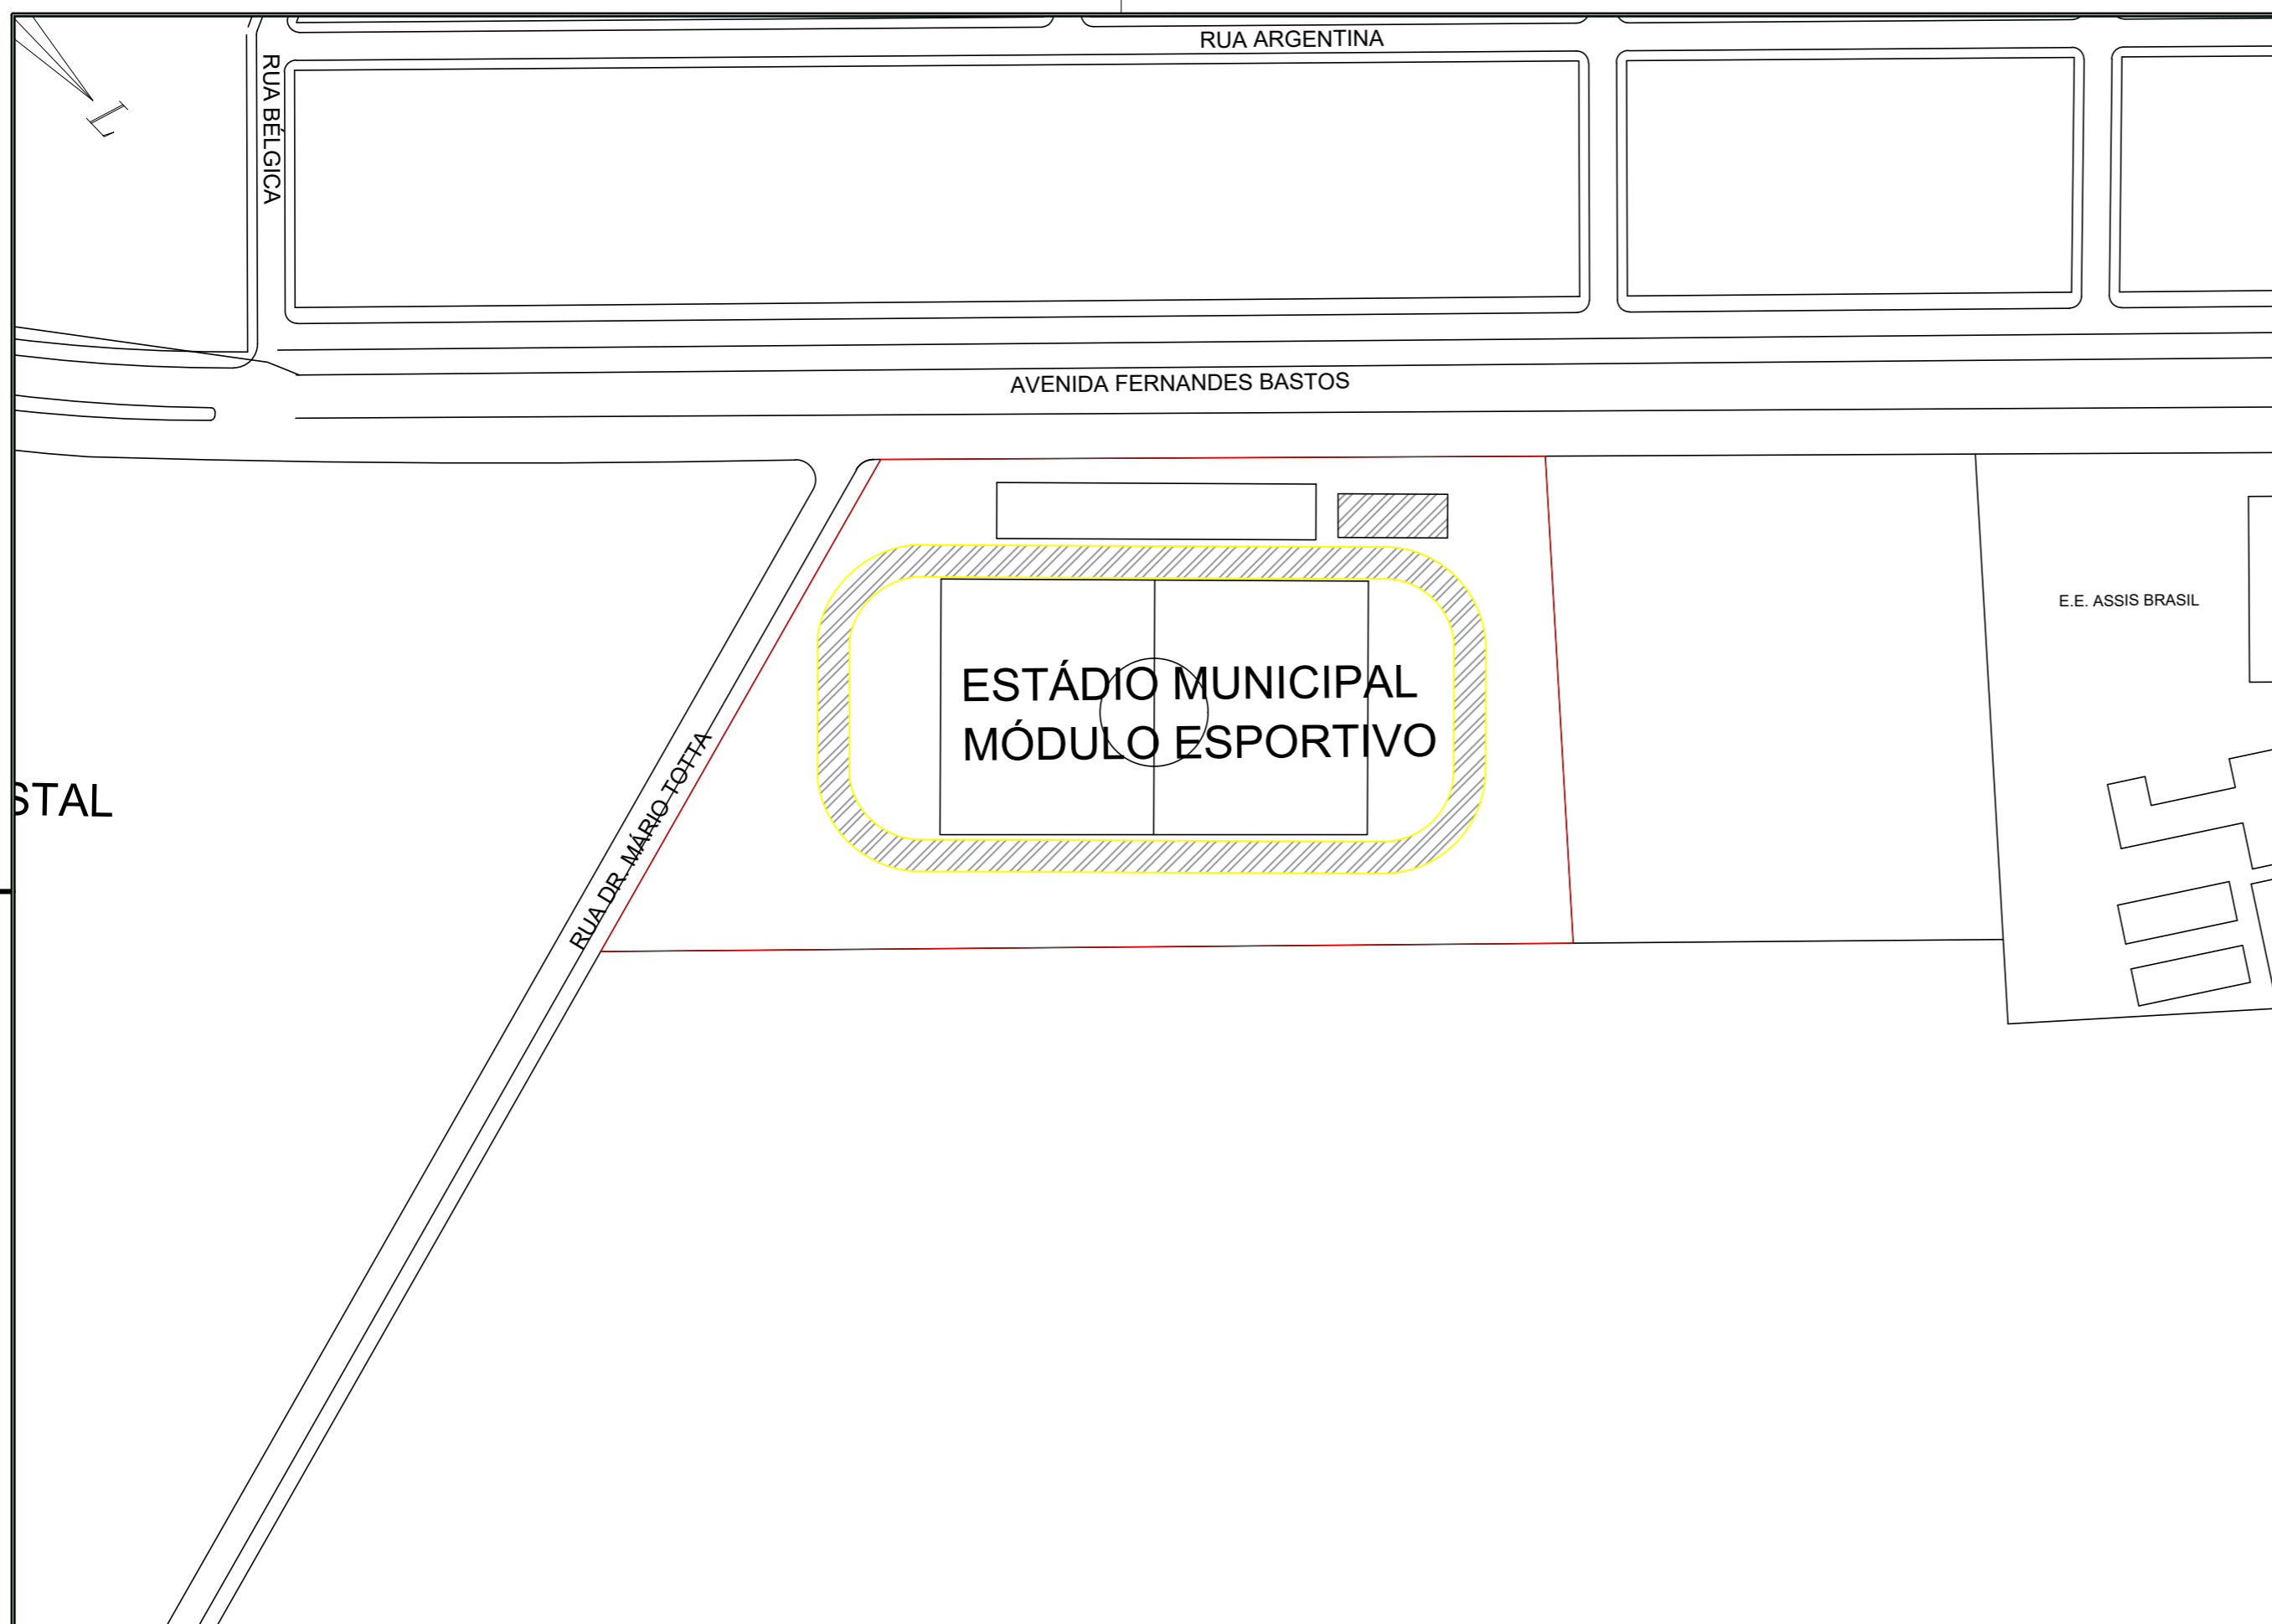 RUA ARGENTINA
RUA BÉLGICA
L
AVENIDA FERNANDES BASTOS
E.E. ASSIS BRASIL
ESTÁDIO MUNICIPAL
MÓDULO ESPORTIVO
RUA DR. MÁRIO TOTTA
STAL